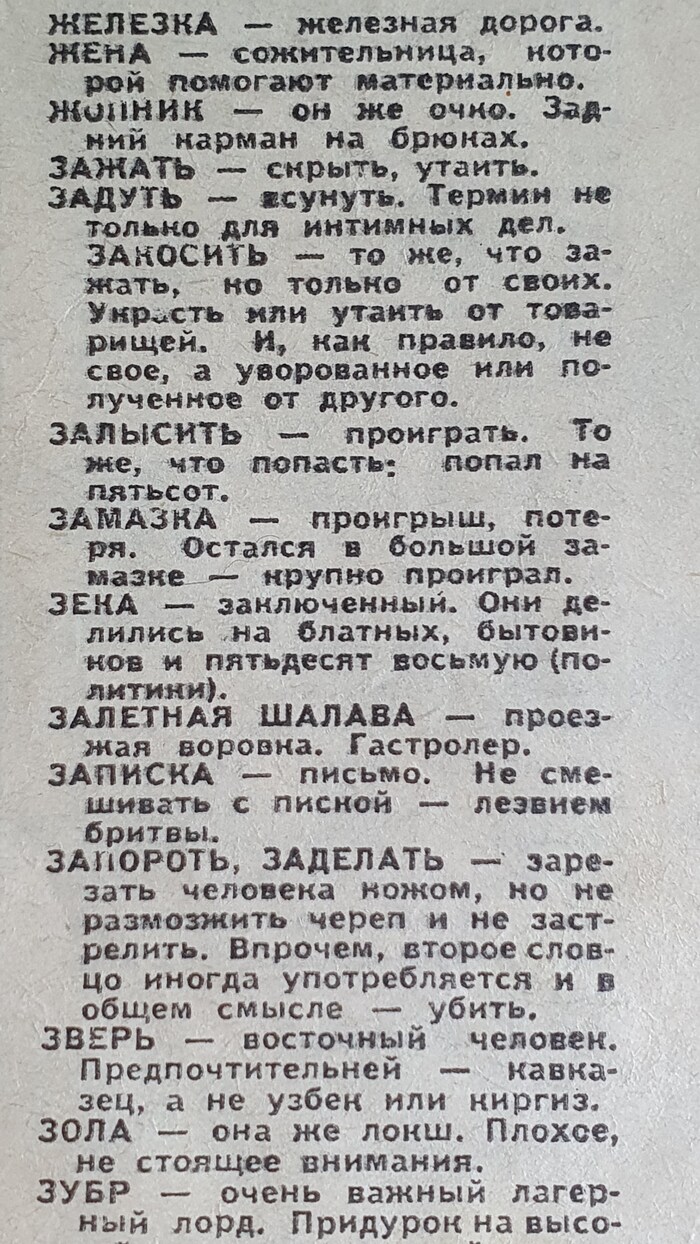 ЖЕЛЕЗКА — железная дорога.
ЖЕНА — сожительница, кото-
рой помогают материально.
ЖОПНИК — он же очко. Зад-
ний карман на брюках.
ЗАЖАТЬ — скрыть, утаить.
ЗАДУТЬ — всунуть. Термин не
только для интимных дел.
ЗАКОСИТЬ — то же, что за-
жать, но только от своих.
Украсть или утаить от това-
рищей. И, как правило, не
свое, а уворованное или по-
лученное от другого.
ЗАЛЫСИТЬ — проиграть. То
же, что попасть: попал на
пятьсот.
ЗАМАЗКА — проигрыш, поте-
ря. Остался в большой за-
мазке — крупно проиграл.
ЗЕКА — заключенный. Они де-
лились на блатных, бытови-
ков и пятьдесят восьмую (по-
литики).
ЗАЛЕТНАЯ ШАЛАВА — проез-
жая воровка. Гастролер.
ЗАПИСКА — письмо. Не сме-
шивать с пиской — лезвием
бритвы.
ЗАПОРОТЬ, ЗАДЕЛАТЬ — заре-
зать человека ножом, но не
размозжить череп и не заст-
релить. Впрочем, второе слов-
цо иногда употребляется и в
общем смысле — убить.
ЗВЕРЬ — восточный человек.
Предпочтительней — кавка-
зец, а не узбек или киргиз.
ЗОЛА — она же локш. Плохое,
не стоящее внимания.
ЗУБР — очень важный лагер-
ный лорд. Придурок на высо-